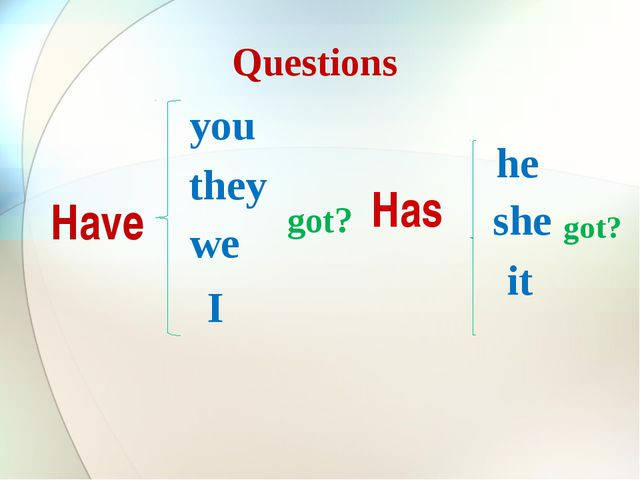 Questions
Have
you
they
we
I
got?
Has
he
she
it
got?